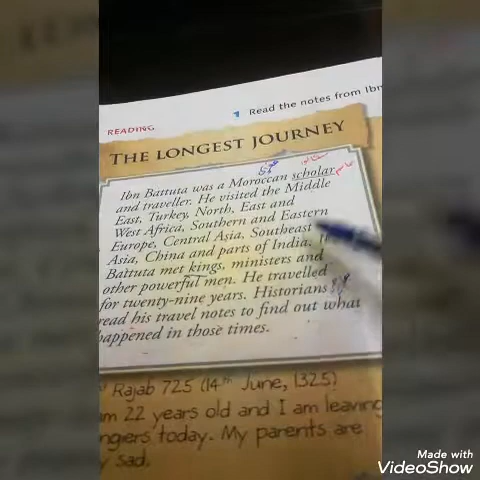 1 Read the notes from Ibn
READING
THE LONGEST JOURNEY
Ibn Battuta was a Moroccan scholar
and traveller. He visited the Middle
East, Turkey, North, East and
West Africa, Southern and Eastern
Europe, Central Asia, Southeast
Asia, China and parts of India.
Battuta met kings, ministers and
other powerful men. He travelled
for twenty-nine years. Historians
read his travel notes to find out what
happened in those times.
Rajab 725 (14th June, 1325)
am 22 years old and I am leaving
today. My parents are
sad.
Made with
VideoShow